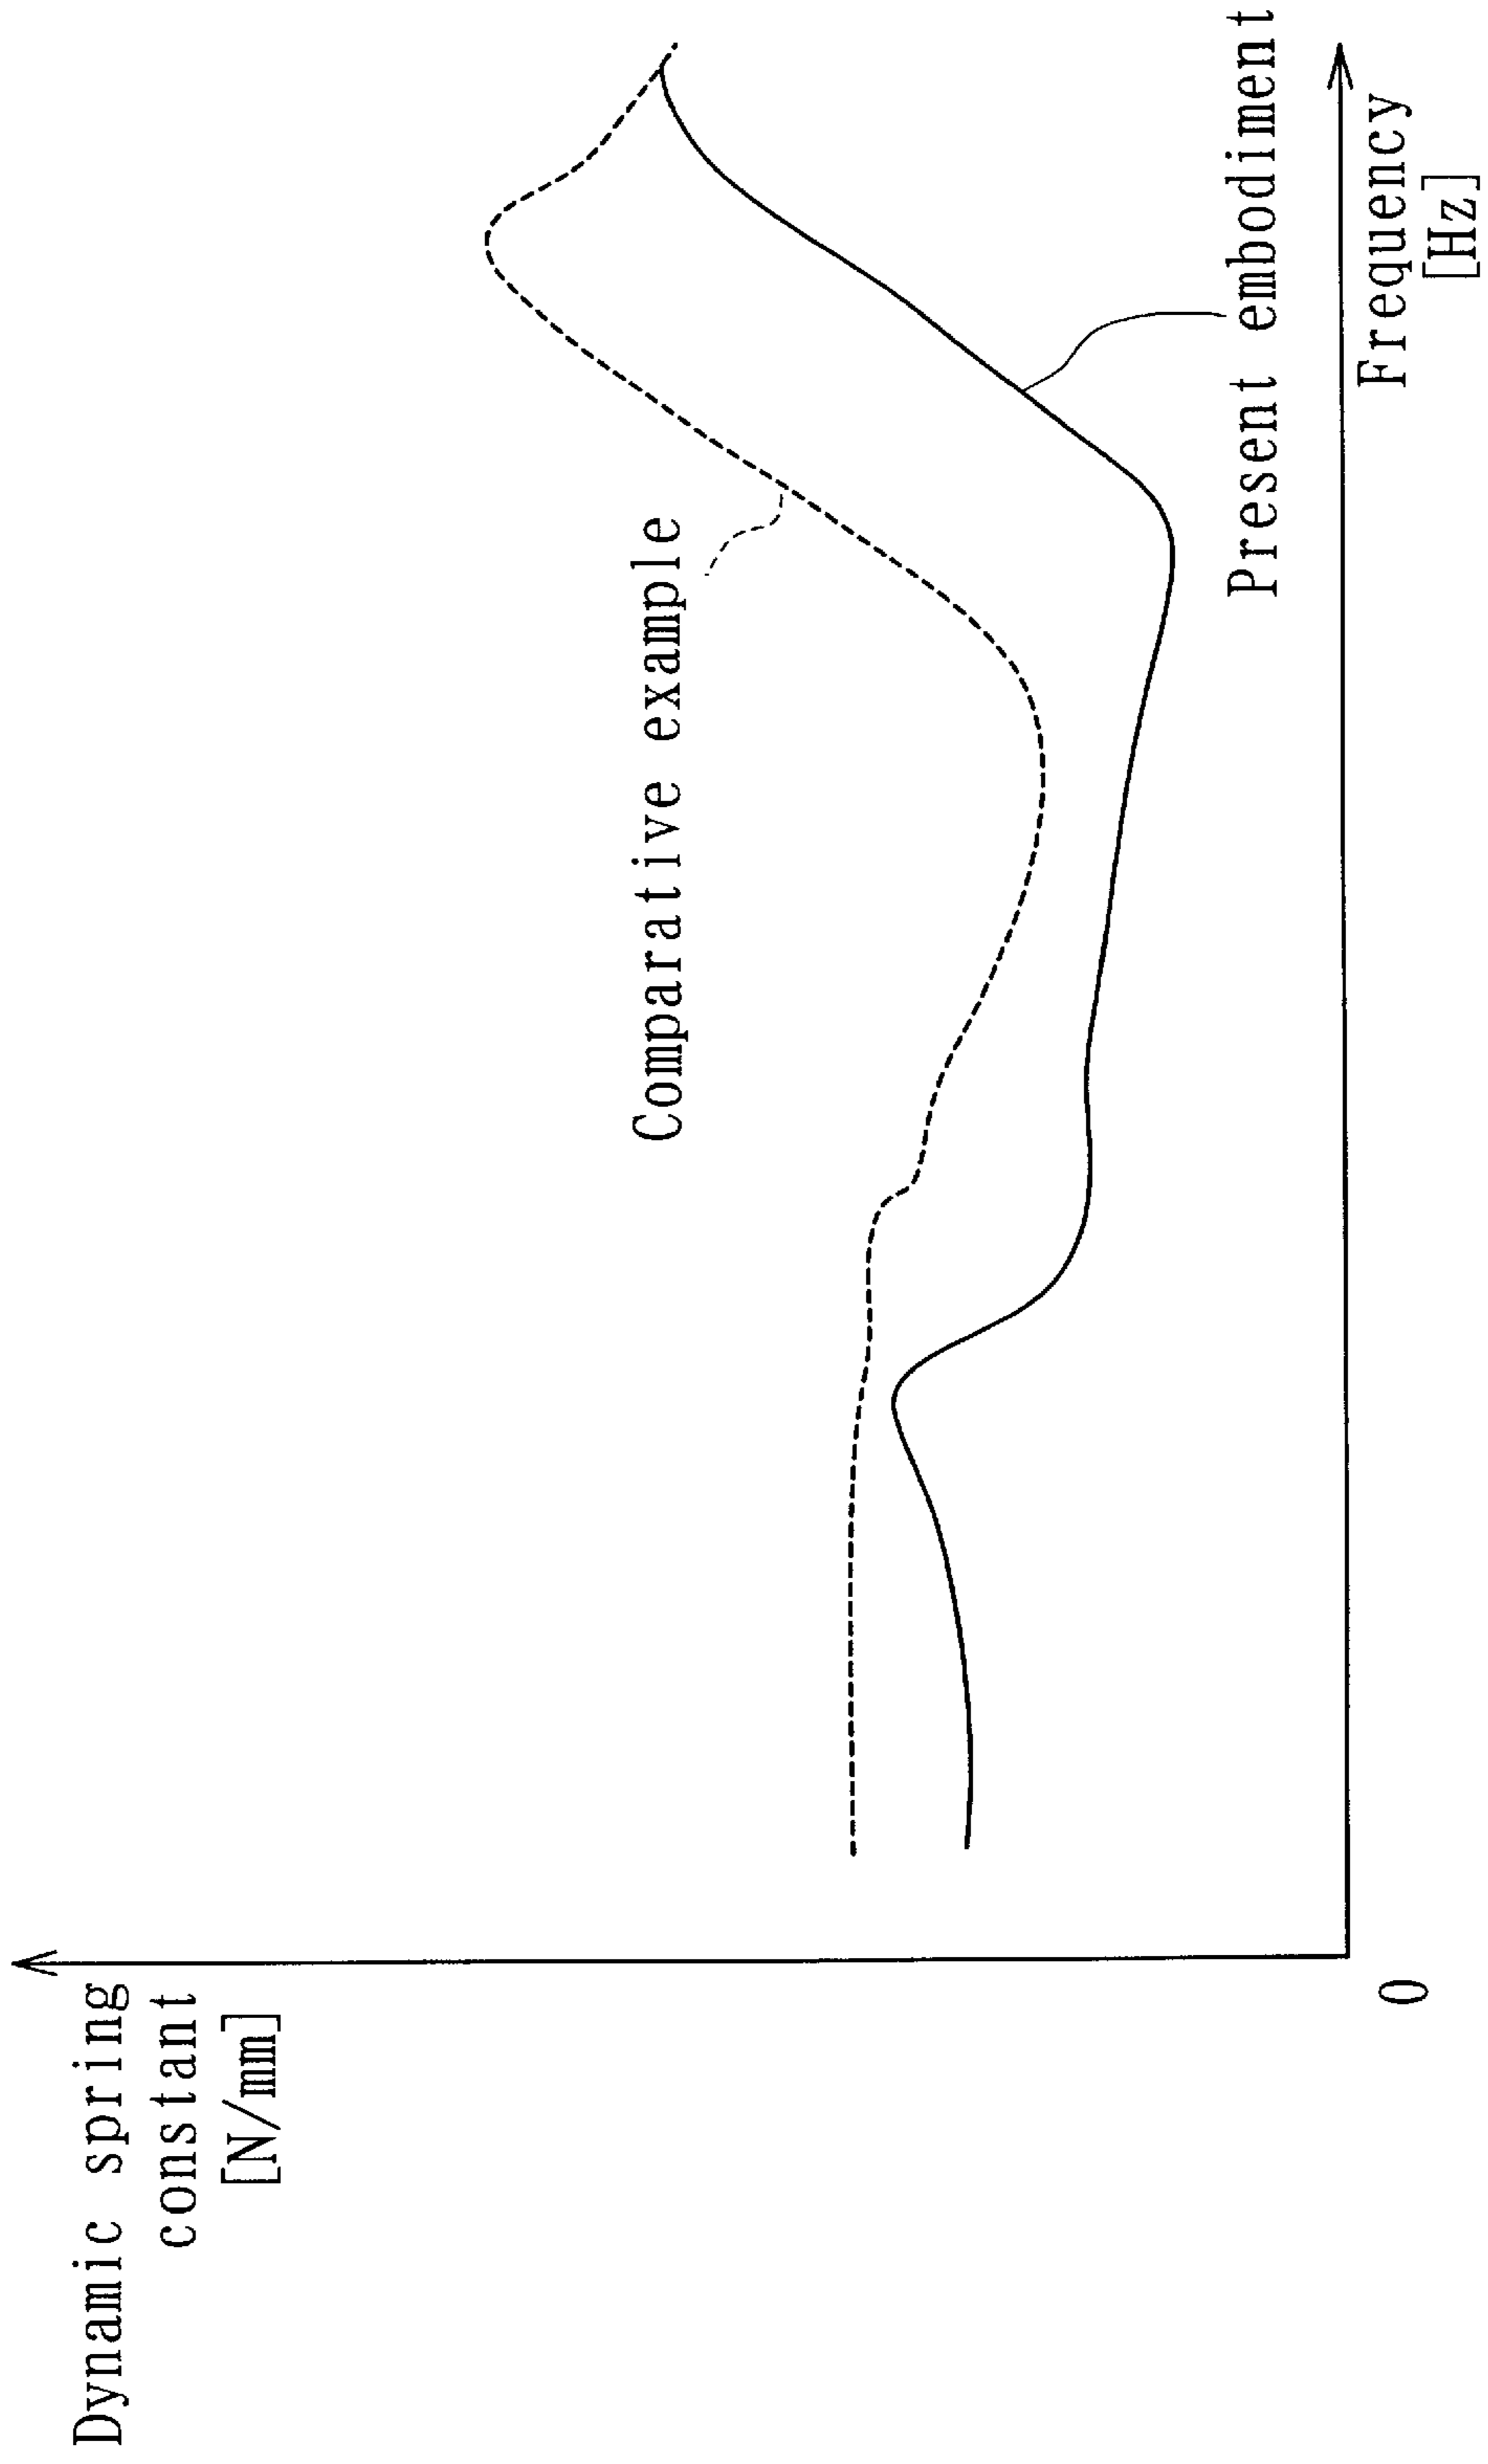 Dynamic spring
constant
[N/mm]
Comparative example
Present embodiment
0
Frequency
[Hz]